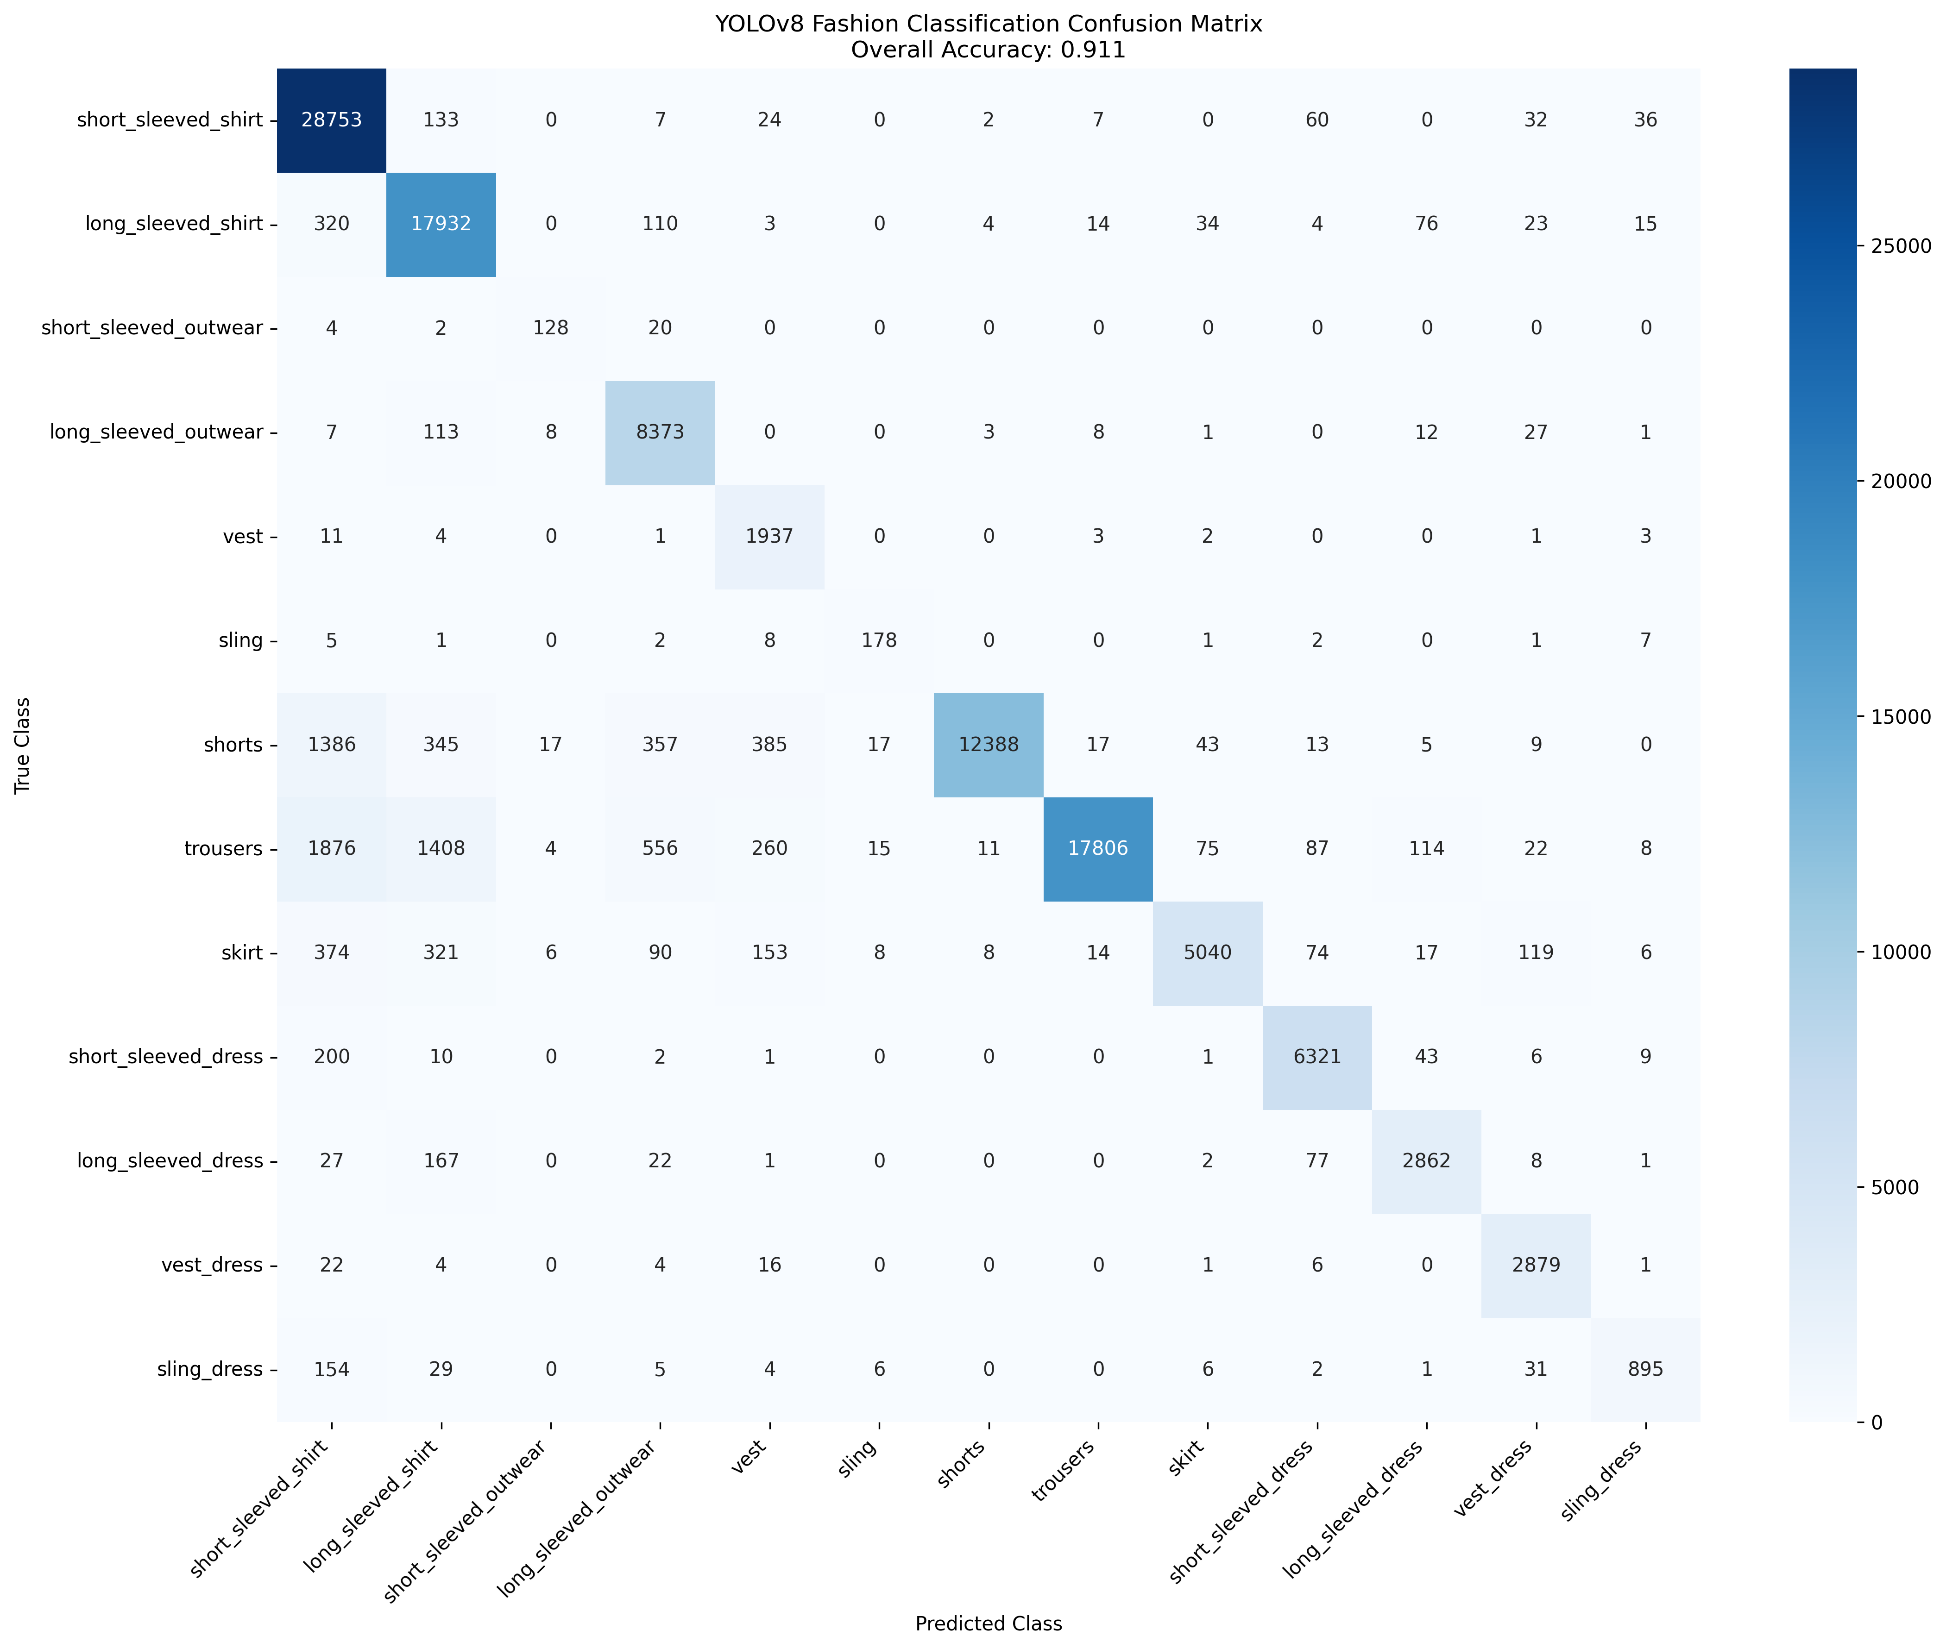 YOLOv8 Fashion Classification Confusion Matrix
Overall Accuracy: 0.911
short_sleeved_shirt 28753 133 0 7 24 0 2 7 0 60 0 32 36
long_sleeved_shirt 320 17932 0 110 3 0 4 14 34 4 76 23 15
short_sleeved_outwear 4 2 128 20 0 0 0 0 0 0 0 0 0
long_sleeved_outwear 7 113 8 8373 0 0 3 8 1 0 12 27 1
vest 11 4 0 1 1937 0 0 3 2 0 0 1 3
sling 5 1 0 2 8 178 0 0 1 2 0 1 7
shorts 1386 345 17 357 385 17 12388 17 43 13 5 9 0
trousers 1876 1408 4 556 260 15 11 17806 75 87 114 22 8
skirt 374 321 6 90 153 8 8 14 5040 74 17 119 6
short_sleeved_dress 200 10 0 2 1 0 0 0 1 6321 43 6 9
long_sleeved_dress 27 167 0 22 1 0 0 0 2 77 2862 8 1
vest_dress 22 4 0 4 16 0 0 0 1 6 0 2879 1
sling_dress 154 29 0 5 4 6 0 0 6 2 1 31 895
True Class
short_sleeved_shirt long_sleeved_shirt short_sleeved_outwear long_sleeved_outwear vest sling shorts trousers skirt short_sleeved_dress long_sleeved_dress vest_dress sling_dress
Predicted Class
25000
20000
15000
10000
5000
0